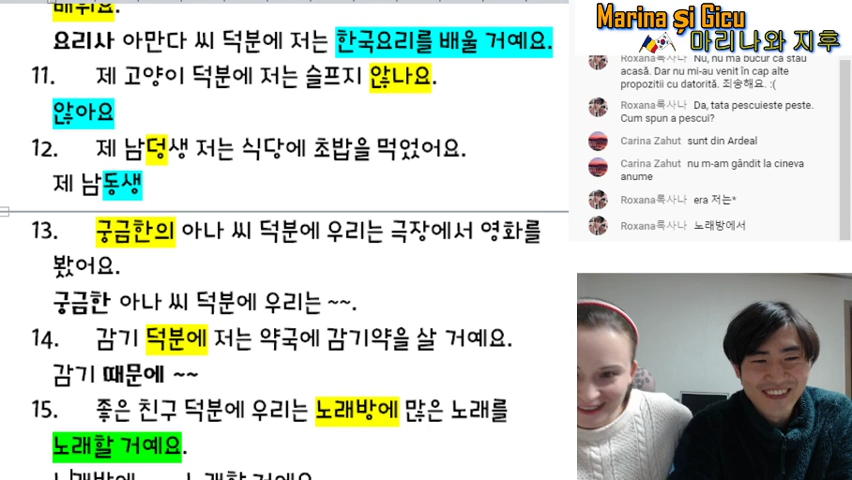 배워요.
요리사 아만다 씨 덕분에 저는 한국요리를 배울 거예요.
11. 제 고양이 덕분에 저는 슬프지 않나요.
않아요
12. 제 남덩생 저는 식당에 초밥을 먹었어요.
제 남동생
13. 궁금한의 아나 씨 덕분에 우리는 극장에서 영화를
봤어요.
궁금한 아나 씨 덕분에 우리는 ~~.
14. 감기 덕분에 저는 약국에 감기약을 살 거예요.
감기 때문에 ~~
15. 좋은 친구 덕분에 우리는 노래방에 많은 노래를
노래할 거예요.
Marina și Gicu
마리나와 지후
Roxana록사나 Nu, nu mă bucur că stau
acasă. Dar nu mi-au venit în cap alte
propoziții cu datorită. 죄송해요. :(
Roxana록사나 Da, tata pescuieste peste.
Cum spun a pescui?
Carina Zahut sunt din Ardeal
Carina Zahut nu m-am gândit la cineva
anume
Roxana록사나 era 저는*
Roxana록사나 노래방에서